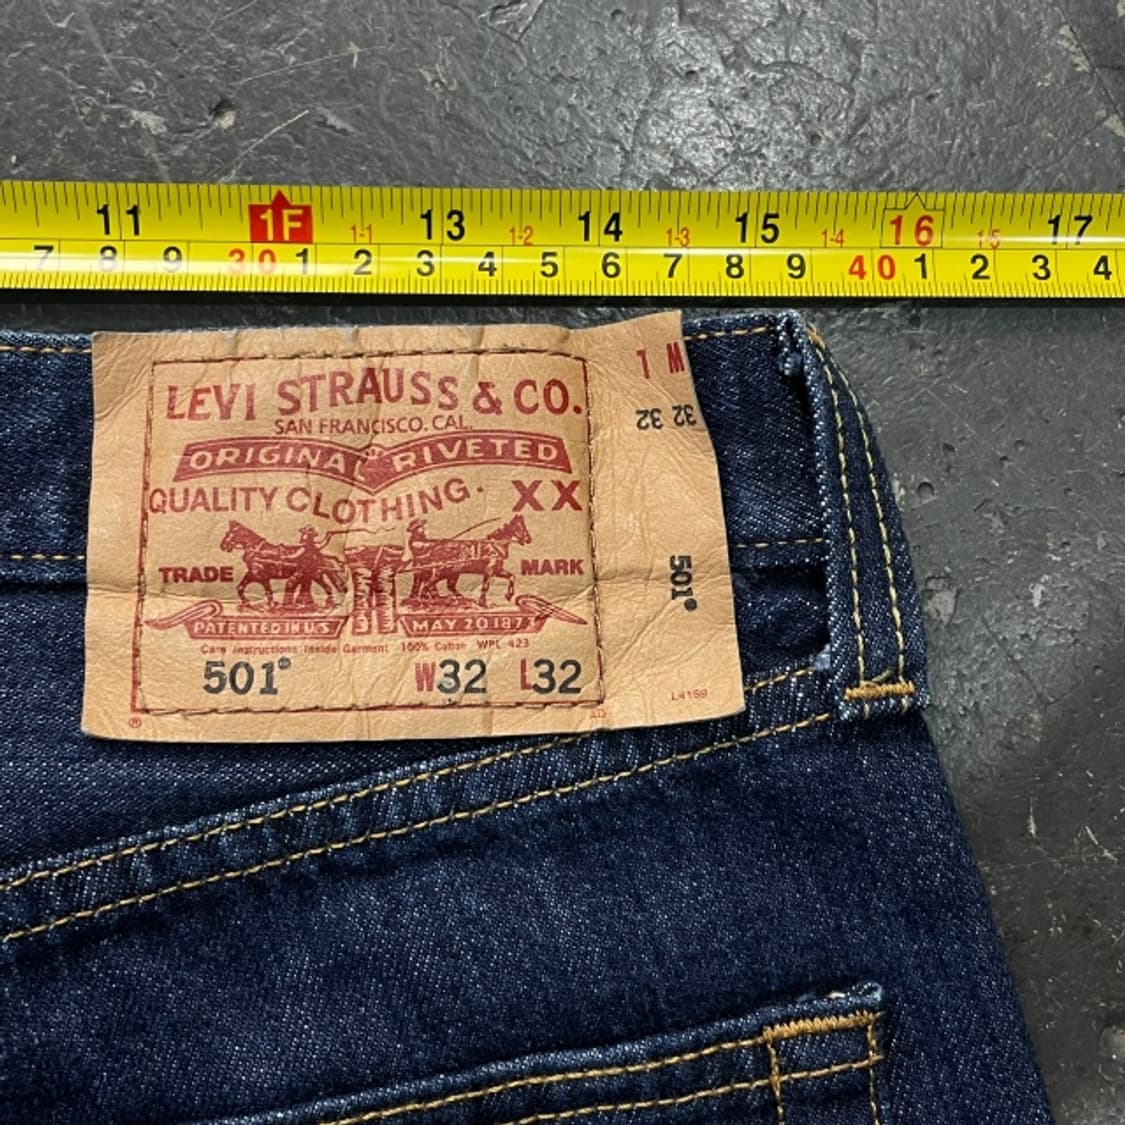 11 1F 1-1 13 1-2 14 1-3 15 1-4 16 1-5 17
7 8 9 30 1 2 3 4 5 6 7 8 9 40 1 2 3 4
LEVI STRAUSS & CO.
SAN FRANCISCO. CAL.
ORIGINAL RIVETED
QUALITY CLOTHING. XX
TRADE MARK
PATENTED IN U.S MAY 20 1873
Care Instructions Inside Garment 100% Cotton WPL 423
501® W32 L32
®
W L
32 32
501®
L4159